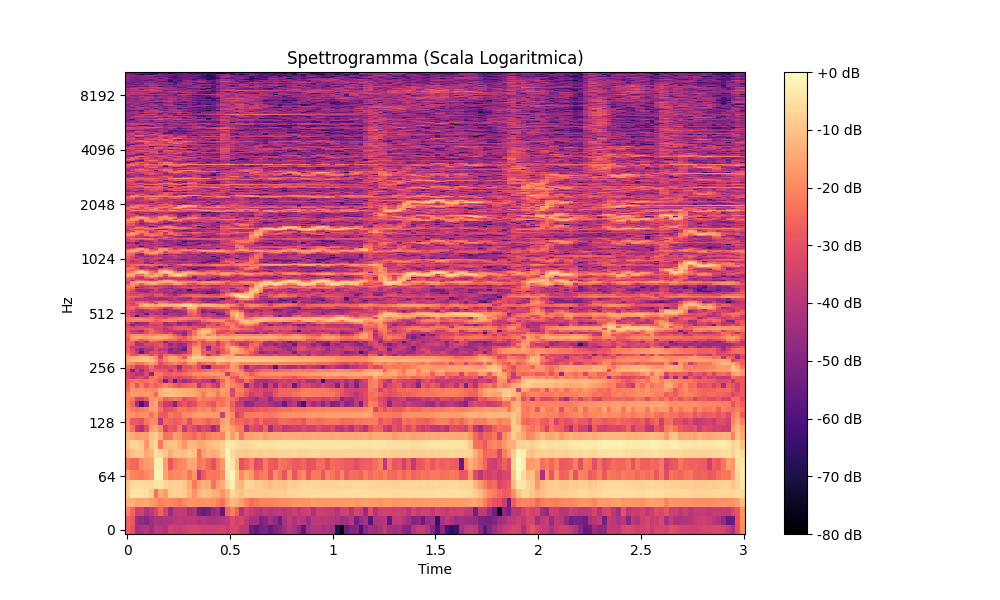 Spettrogramma (Scala Logaritmica)
Hz
8192
4096
2048
1024
512
256
128
64
0
0
0.5
1
1.5
2
2.5
3
Time
+0 dB
-10 dB
-20 dB
-30 dB
-40 dB
-50 dB
-60 dB
-70 dB
-80 dB